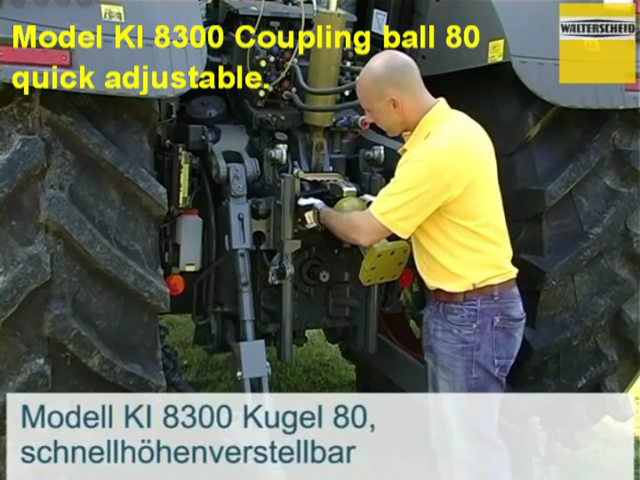 Model KI 8300 Coupling ball 80
quick adjustable.
WALTERSCHEID
Modell KI 8300 Kugel 80,
schnellhöhenverstellbar